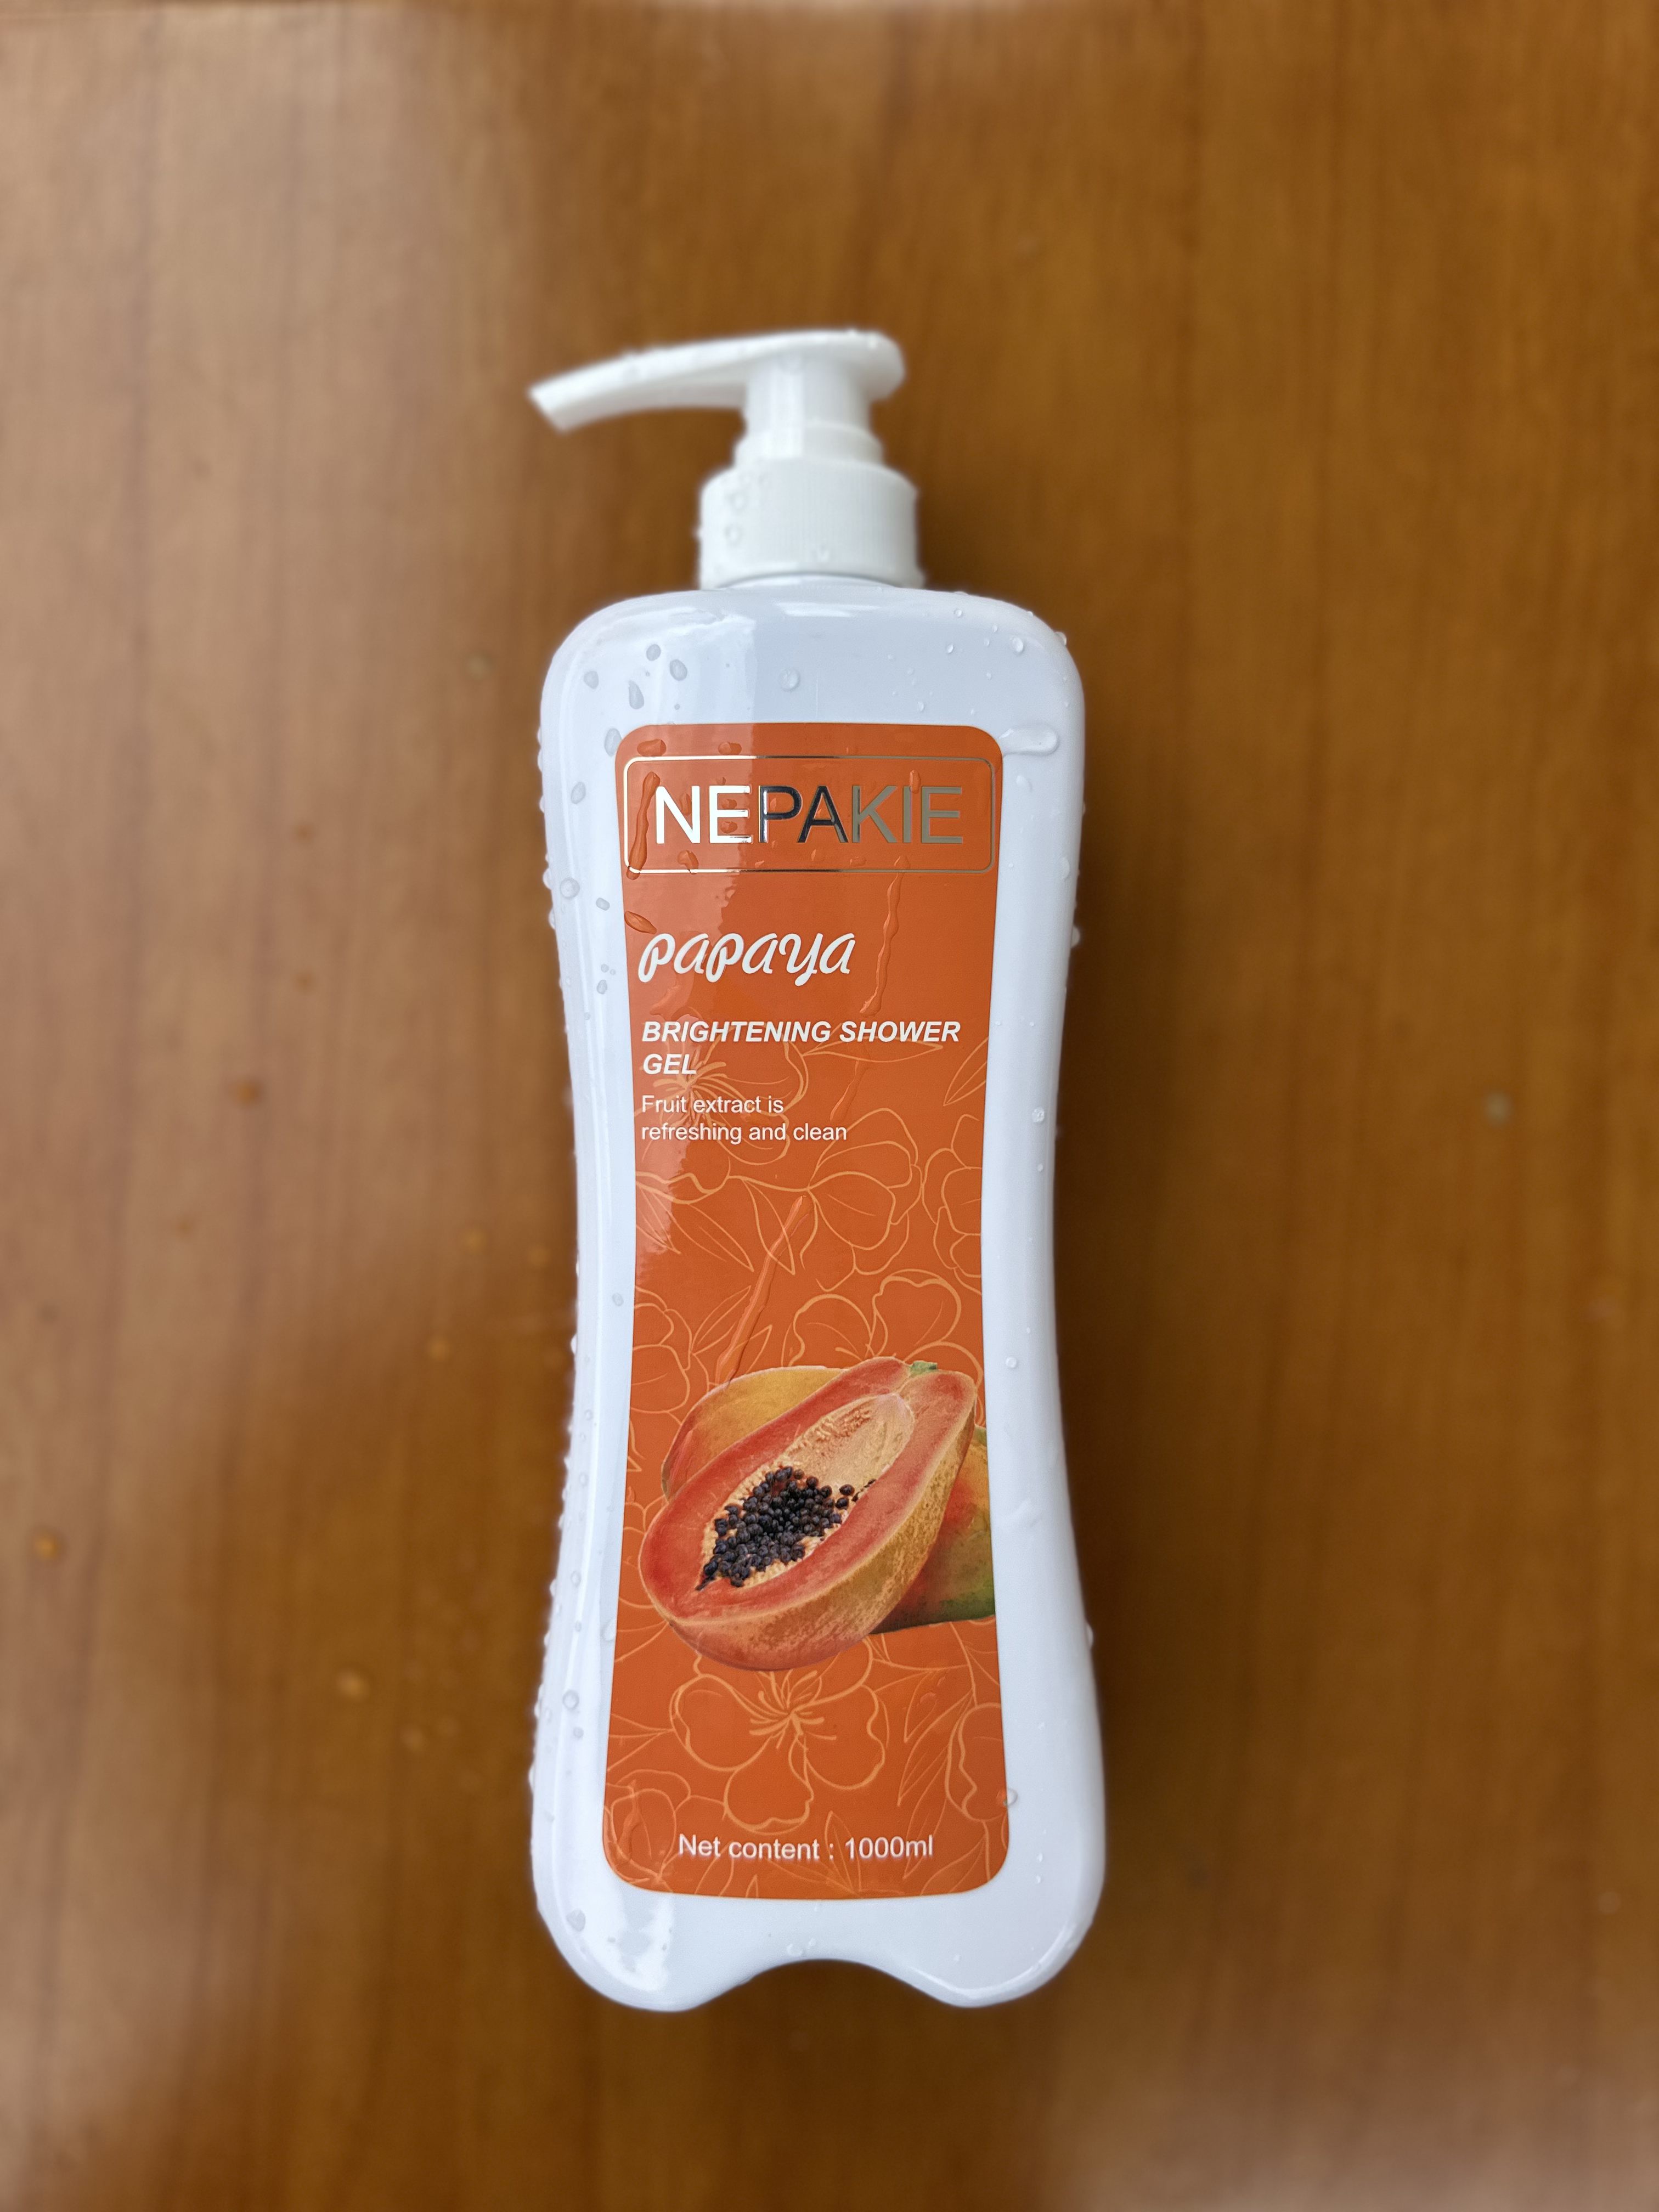 NEPAKIE
papaya
BRIGHTENING SHOWER
GEL
Fruit extract is
refreshing and clean
Net content : 1000ml